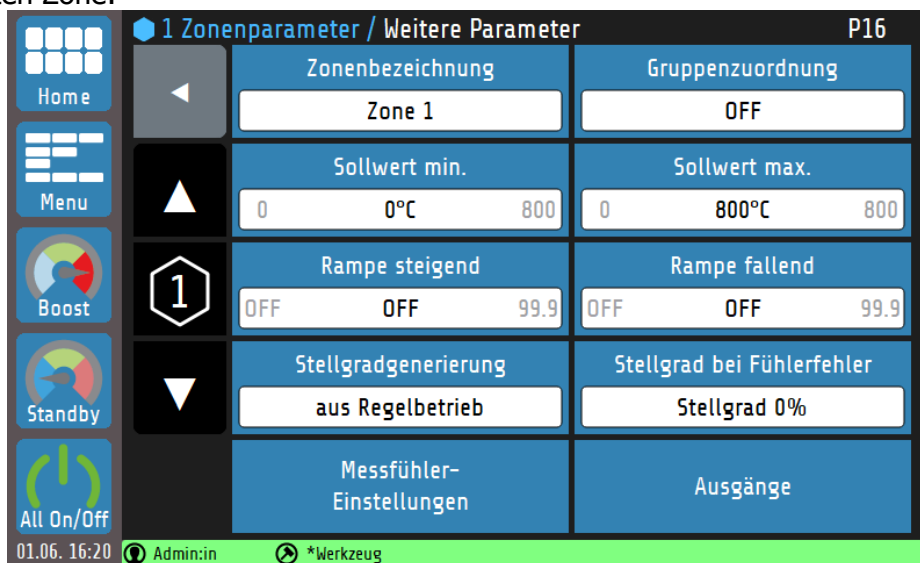 en Zone.
Home
Menu
Boost
Standby
All On/Off
01.06. 16:20
1 Zonenparameter / Weitere Parameter P16
Zonenbezeichnung
Zone 1
Gruppenzuordnung
OFF
Sollwert min.
0 0°C 800
Sollwert max.
0 800°C 800
1
Rampe steigend
OFF OFF 99.9
Rampe fallend
OFF OFF 99.9
Stellgradgenerierung
aus Regelbetrieb
Stellgrad bei Fühlerfehler
Stellgrad 0%
Messfühler-
Einstellungen
Ausgänge
Admin:in *Werkzeug